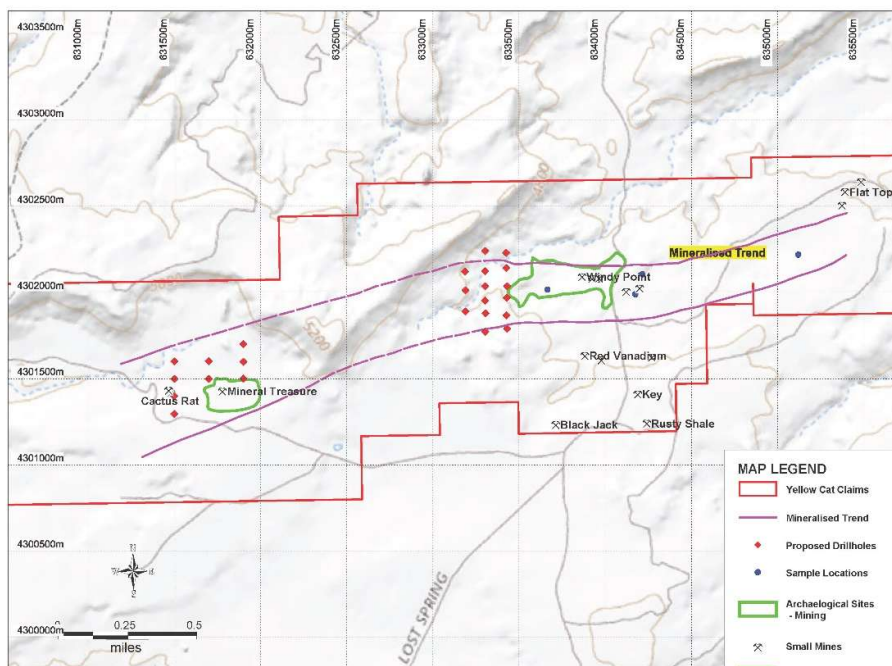 631000m
631500m
632000m
632500m
633000m
633500m
634000m
634500m
635000m
635500m
4303500m
4303000m
4302500m
Flat Top
Mineralised Trend
4302000m
Windy Point
5200
4301500m
Red Vanadium
Cactus Rat
Mineral Treasure
Key
Black Jack
Rusty Shale
4301000m
4300500m
4300000m
N
S
0
0.25
0.5
miles
LOST SPRING
MAP LEGEND
Yellow Cat Claims
Mineralised Trend
Proposed Drillholes
Sample Locations
Archaelogical Sites
- Mining
Small Mines